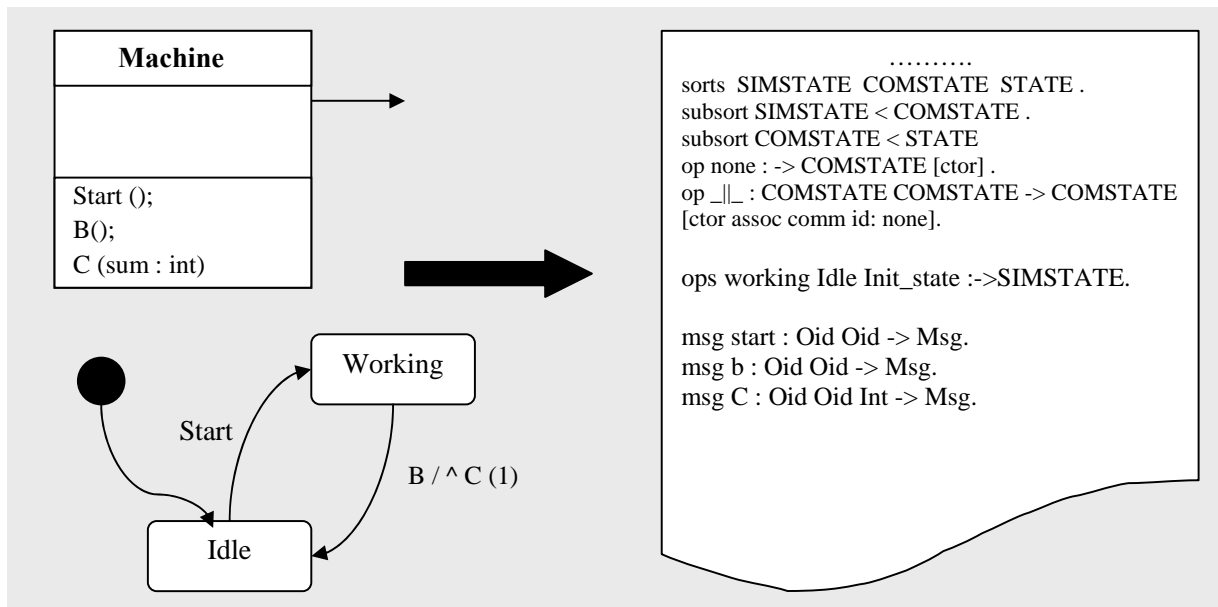 Machine
Start ();
B();
C (sum : int)
Working
Start
B / ^ C (1)
Idle
……….
sorts SIMSTATE COMSTATE STATE .
subsort SIMSTATE < COMSTATE .
subsort COMSTATE < STATE
op none : -> COMSTATE [ctor] .
op _||_ : COMSTATE COMSTATE -> COMSTATE
[ctor assoc comm id: none].
ops working Idle Init_state :->SIMSTATE.
msg start : Oid Oid -> Msg.
msg b : Oid Oid -> Msg.
msg C : Oid Oid Int -> Msg.